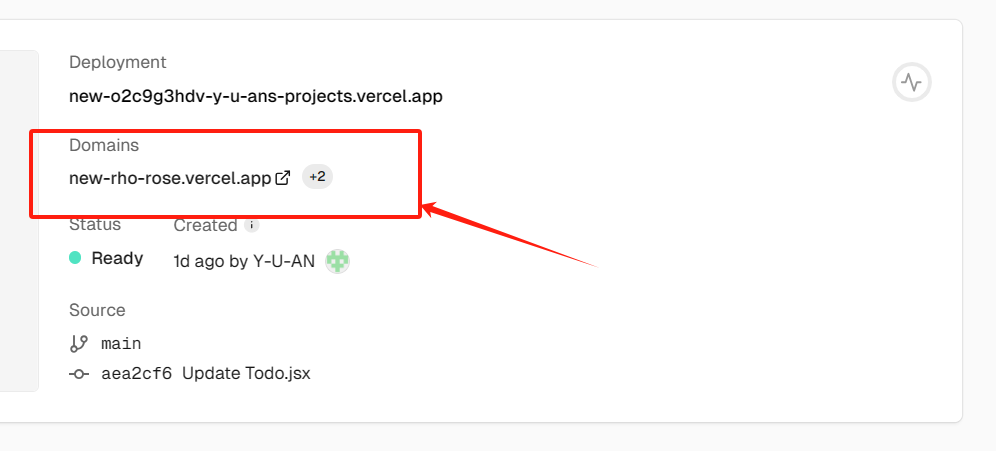 Deployment
new-o2c9g3hdv-y-u-ans-projects.vercel.app
Domains
new-rho-rose.vercel.app +2
Status Created i
Ready 1d ago by Y-U-AN
Source
main
aea2cf6 Update Todo.jsx